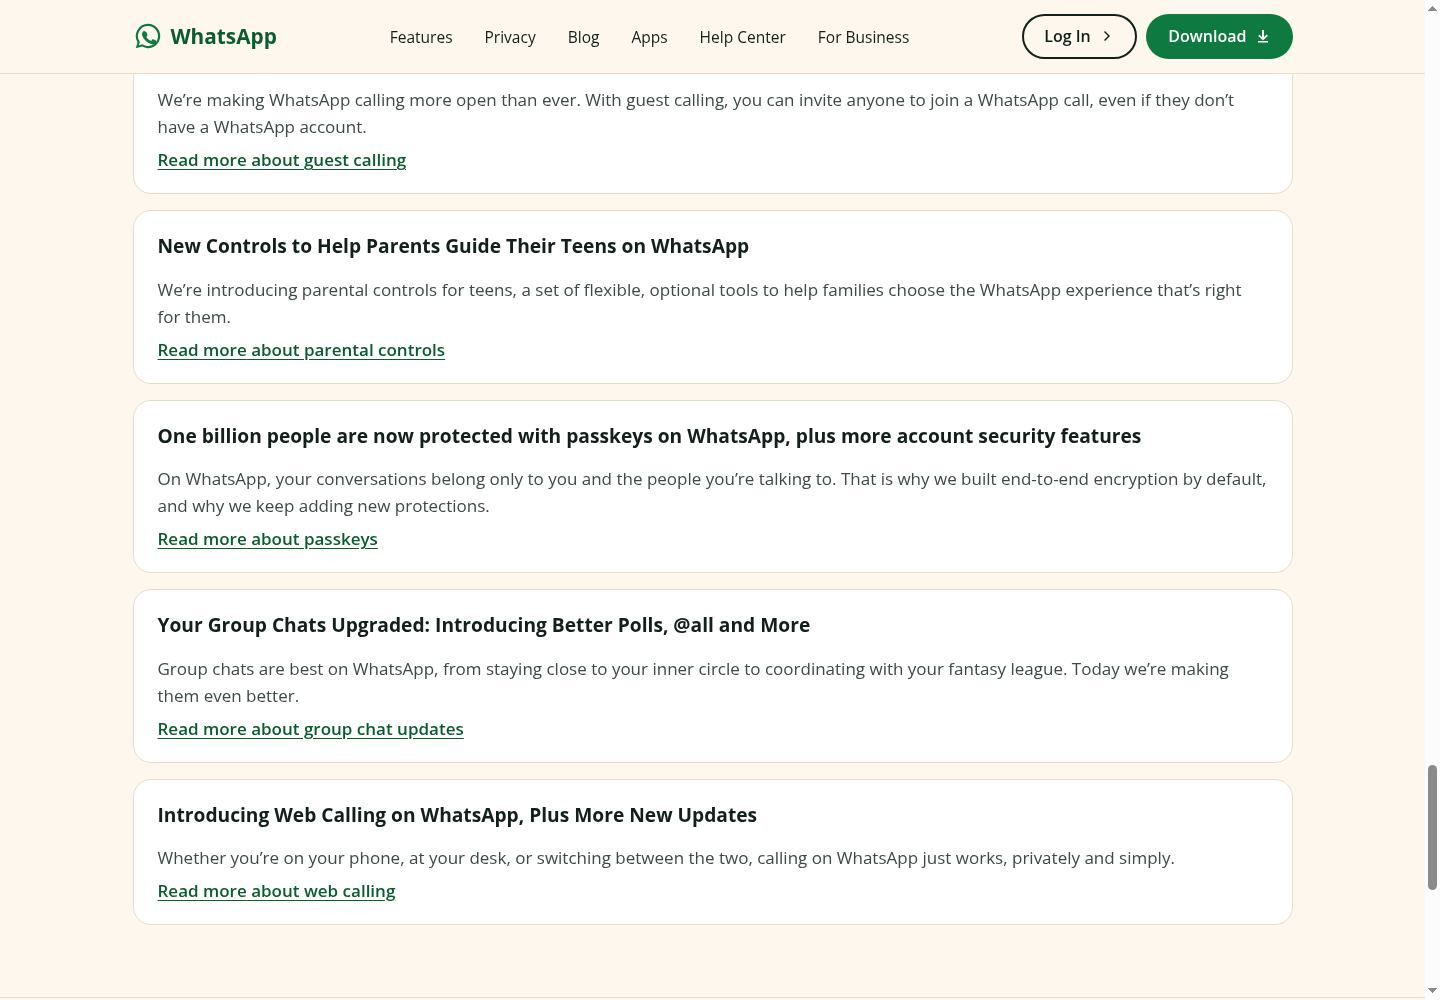 WhatsApp
Features
Privacy
Blog
Apps
Help Center
For Business
Log In
Download
We’re making WhatsApp calling more open than ever. With guest calling, you can invite anyone to join a WhatsApp call, even if they don’t
have a WhatsApp account.
Read more about guest calling
New Controls to Help Parents Guide Their Teens on WhatsApp
We’re introducing parental controls for teens, a set of flexible, optional tools to help families choose the WhatsApp experience that’s right
for them.
Read more about parental controls
One billion people are now protected with passkeys on WhatsApp, plus more account security features
On WhatsApp, your conversations belong only to you and the people you’re talking to. That is why we built end-to-end encryption by default,
and why we keep adding new protections.
Read more about passkeys
Your Group Chats Upgraded: Introducing Better Polls, @all and More
Group chats are best on WhatsApp, from staying close to your inner circle to coordinating with your fantasy league. Today we’re making
them even better.
Read more about group chat updates
Introducing Web Calling on WhatsApp, Plus More New Updates
Whether you’re on your phone, at your desk, or switching between the two, calling on WhatsApp just works, privately and simply.
Read more about web calling